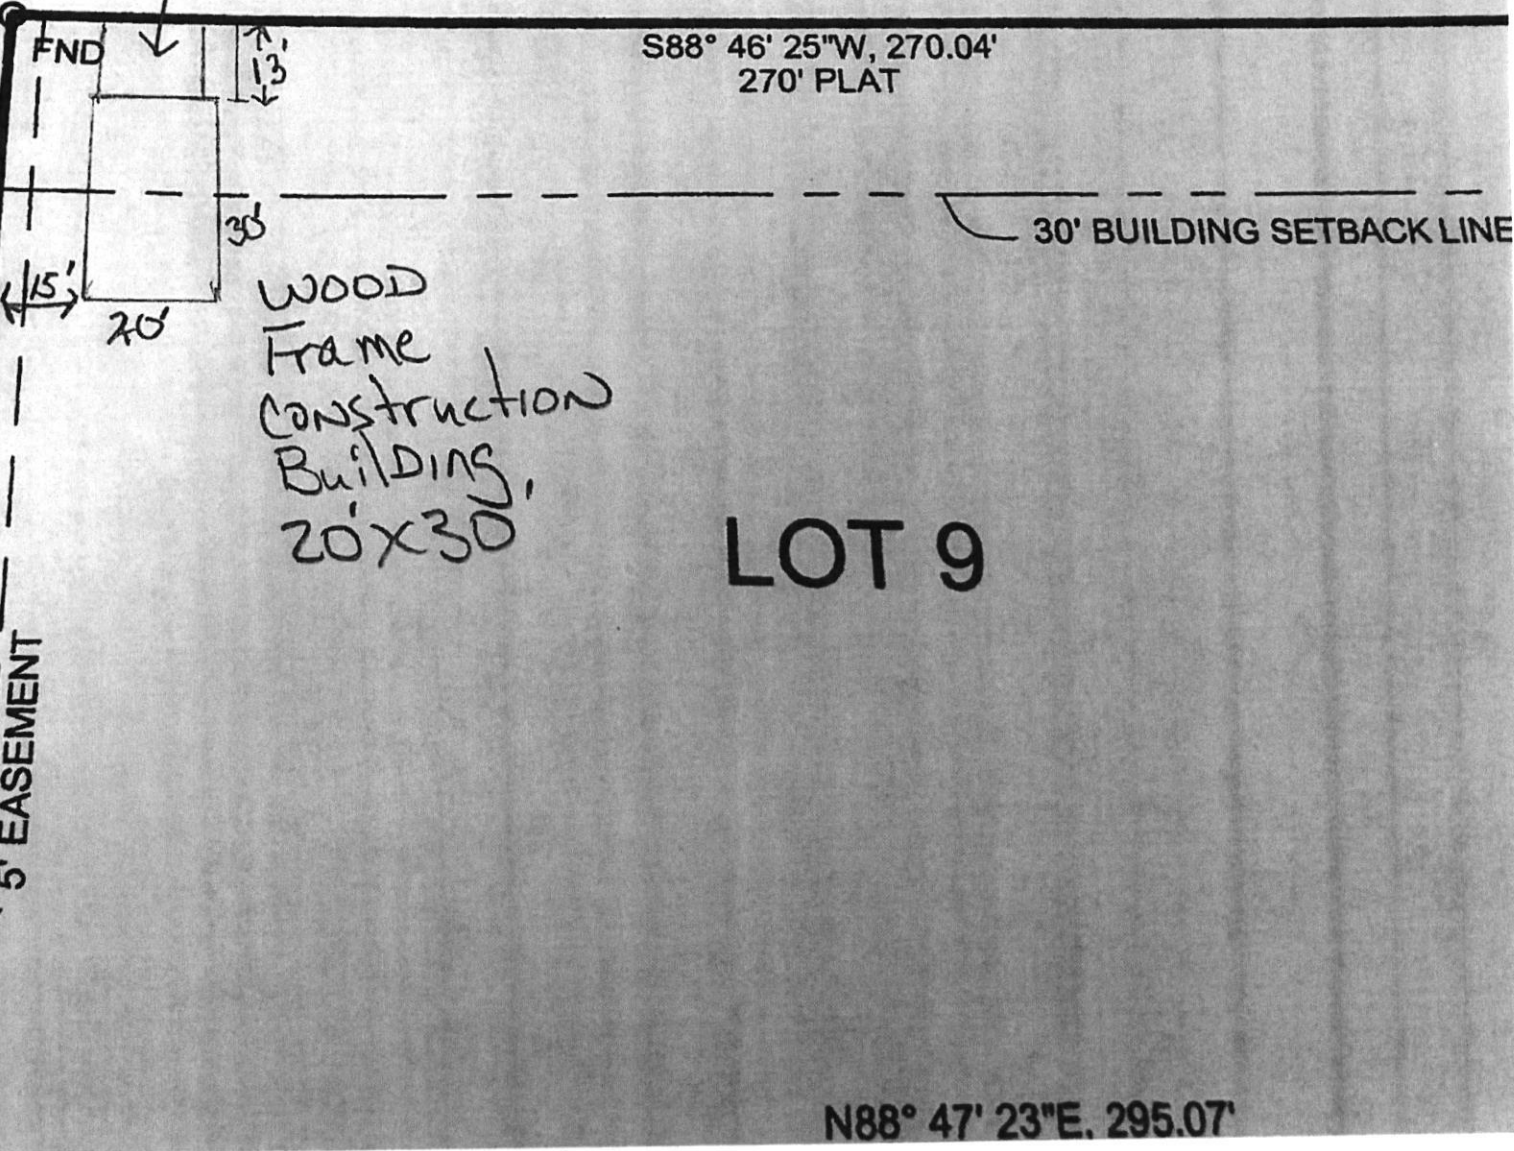 FND
13'
S88° 46' 25"W, 270.04'
270' PLAT
30'
30' BUILDING SETBACK LINE
15'
20'
WOOD
Frame
Construction
Building,
20'x30'
LOT 9
5' EASEMENT
N88° 47' 23"E, 295.07'